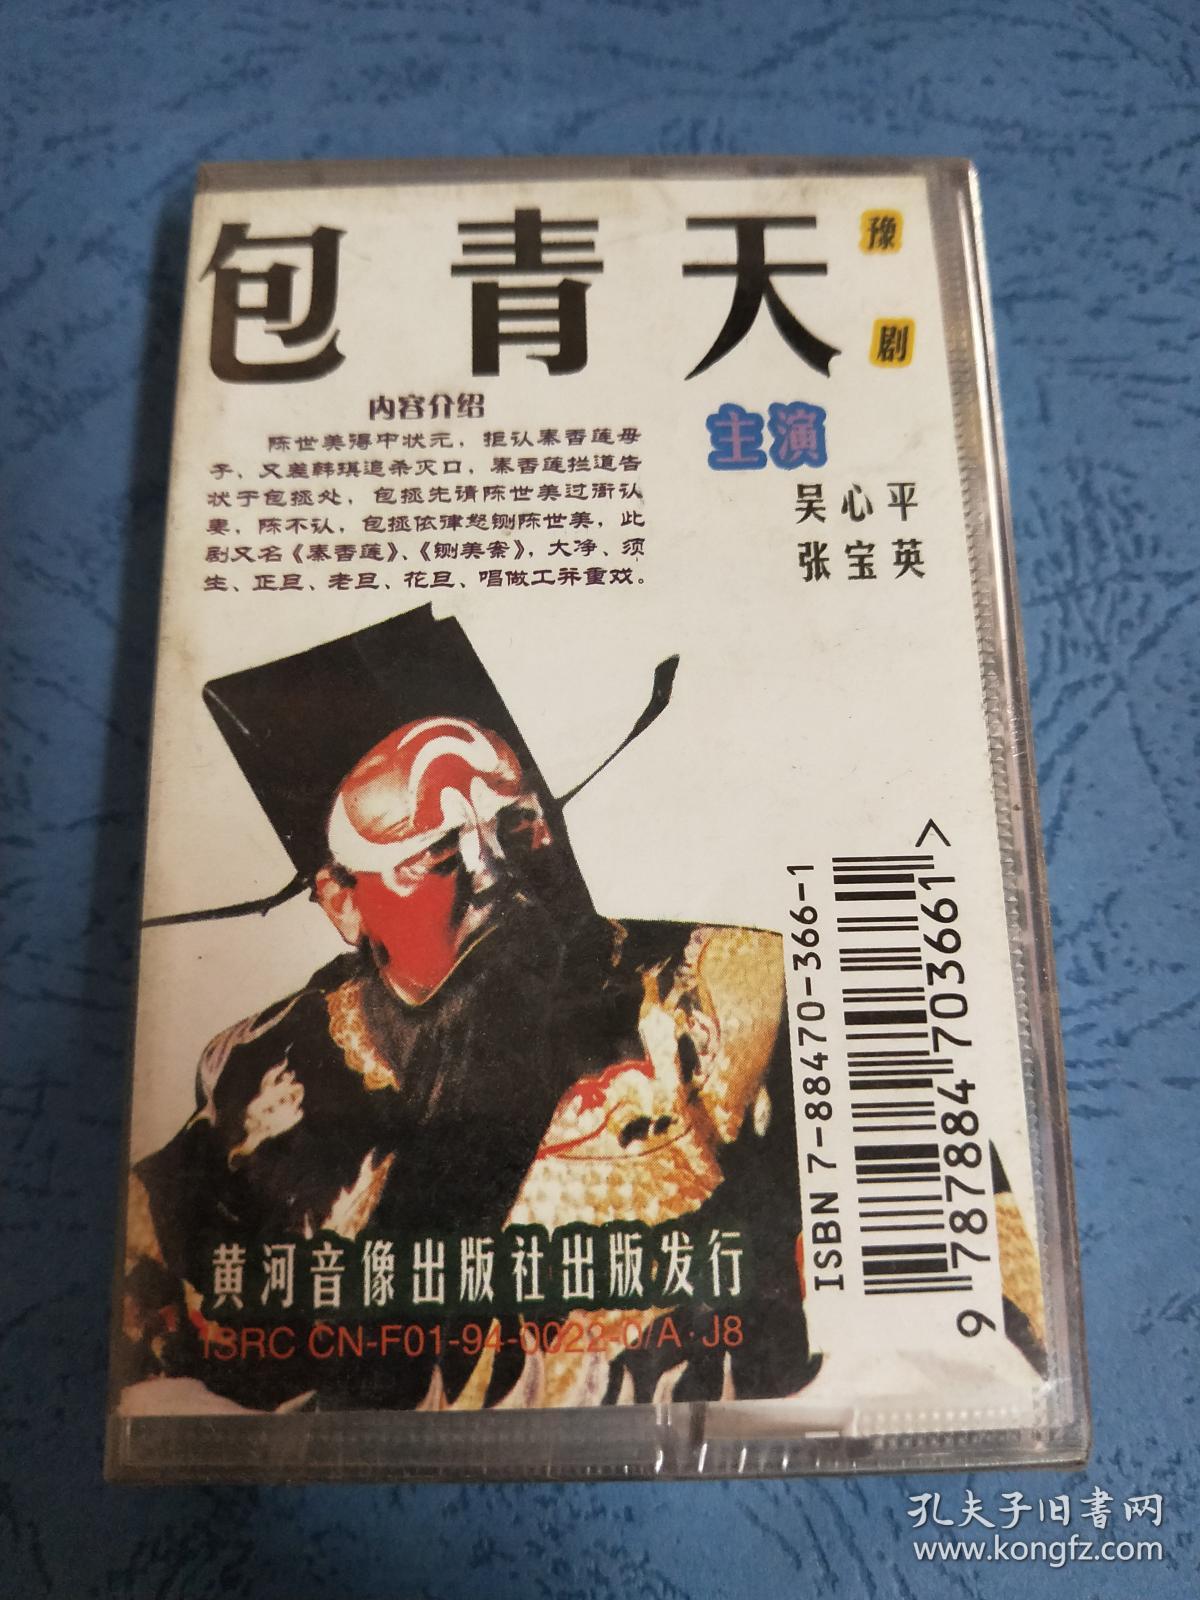 包青天
豫剧
内容介绍
陈世美得中状元，拒认秦香莲母
子、又差韩琪追杀灭口，秦香莲拦道告
状于包拯处，包拯先请陈世美过衙认
妻，陈不认，包拯依律怒铡陈世美，此
剧又名《秦香莲》、《铡美案》，大净、须
生、正旦、老旦、花旦、唱做工并重戏。
主演
吴心平
张宝英
ISBN 7-88470-366-1
9 787884 703661 >
黄河音像出版社出版发行
ISRC CN-F01-94-0022-0/A·J8
孔夫子旧书网
www.kongfz.com